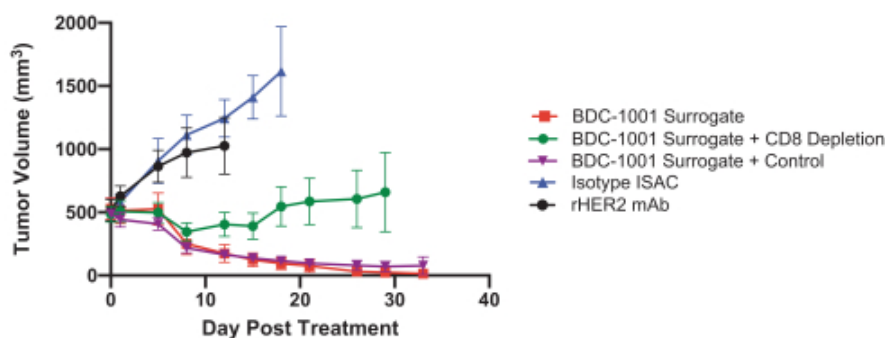 2000
1500
1000
500
0
Tumor Volume (mm³)
0 10 20 30 40
Day Post Treatment
BDC-1001 Surrogate
BDC-1001 Surrogate + CD8 Depletion
BDC-1001 Surrogate + Control
Isotype ISAC
rHER2 mAb